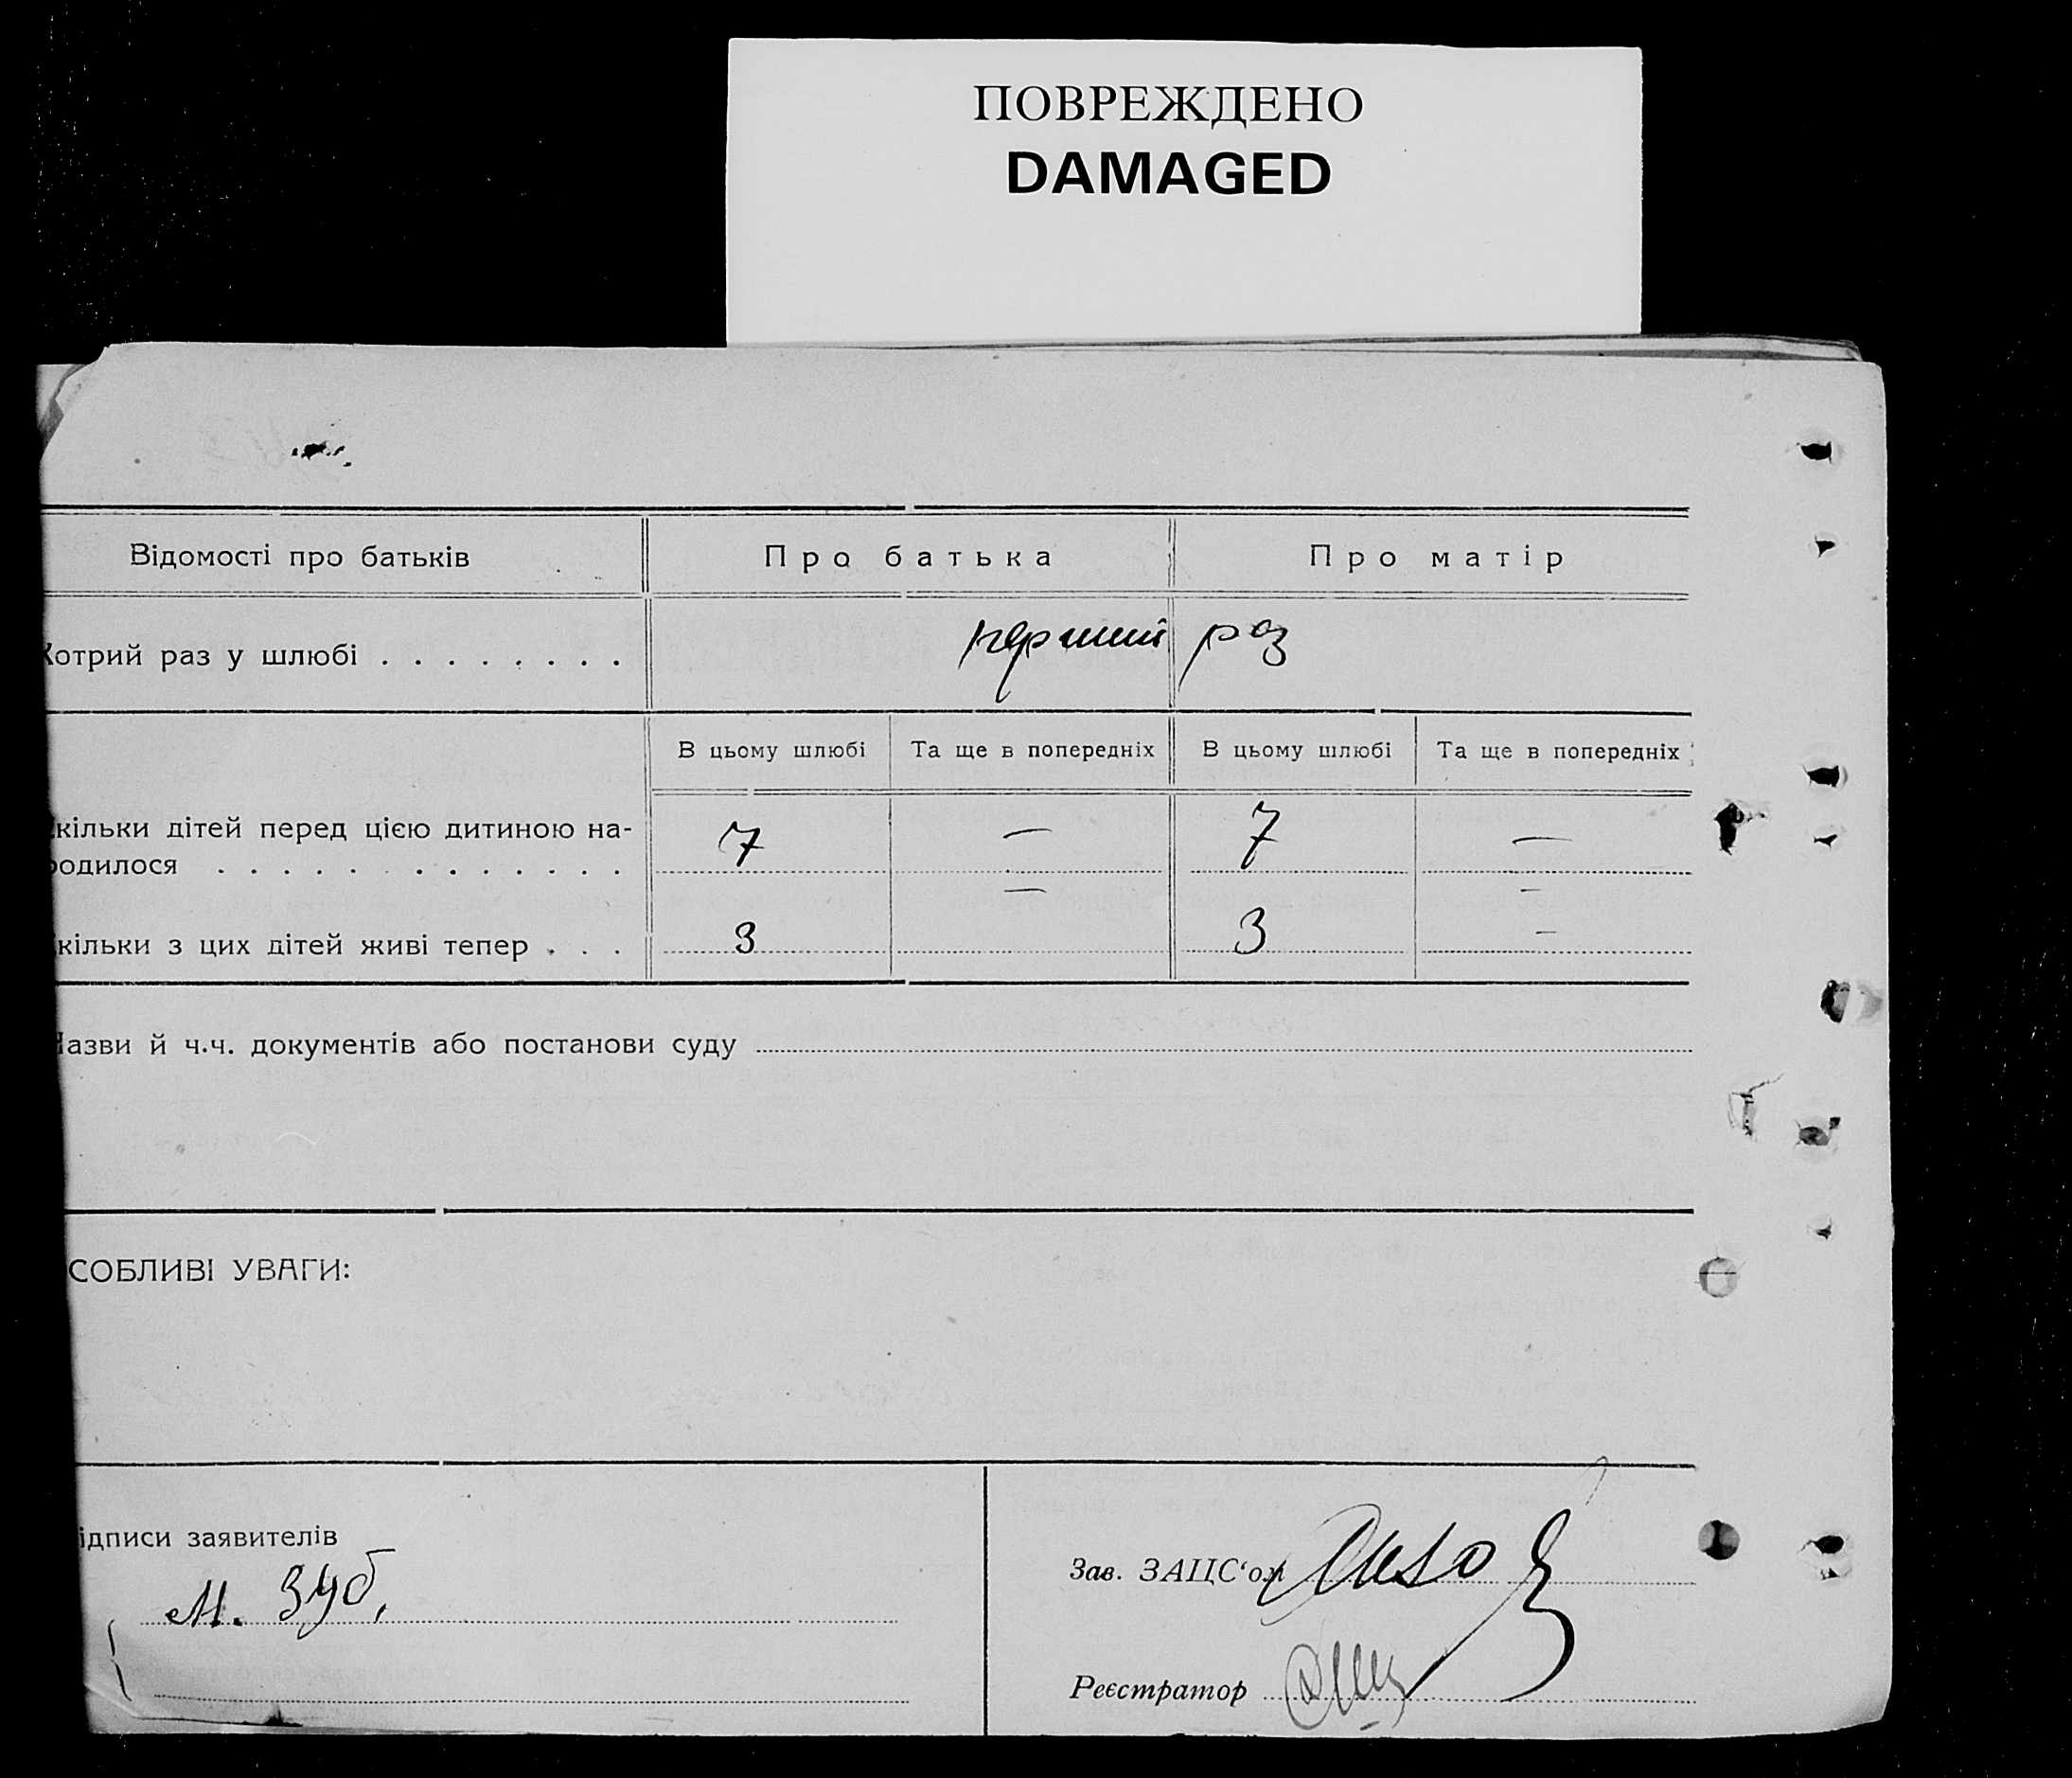 ПОВРЕЖДЕНО
DAMAGED
Відомості про батьків Про батька Про матір
Котрий раз у шлюбі . . . . . . . . перший раз
В цьому шлюбі Та ще в попередніх В цьому шлюбі Та ще в попередніх
кільки дітей перед цією дитиною на-
родилося . . . . . . . . . . . . . 7 — 7 —
— —
кільки з цих дітей живі тепер . . . 3 3 —
Назви й ч.ч. документів або постанови суду
СОБЛИВІ УВАГИ:
ідписи заявителів
М. Зуб,
Зав. ЗАЦС‘ом
Реєстратор